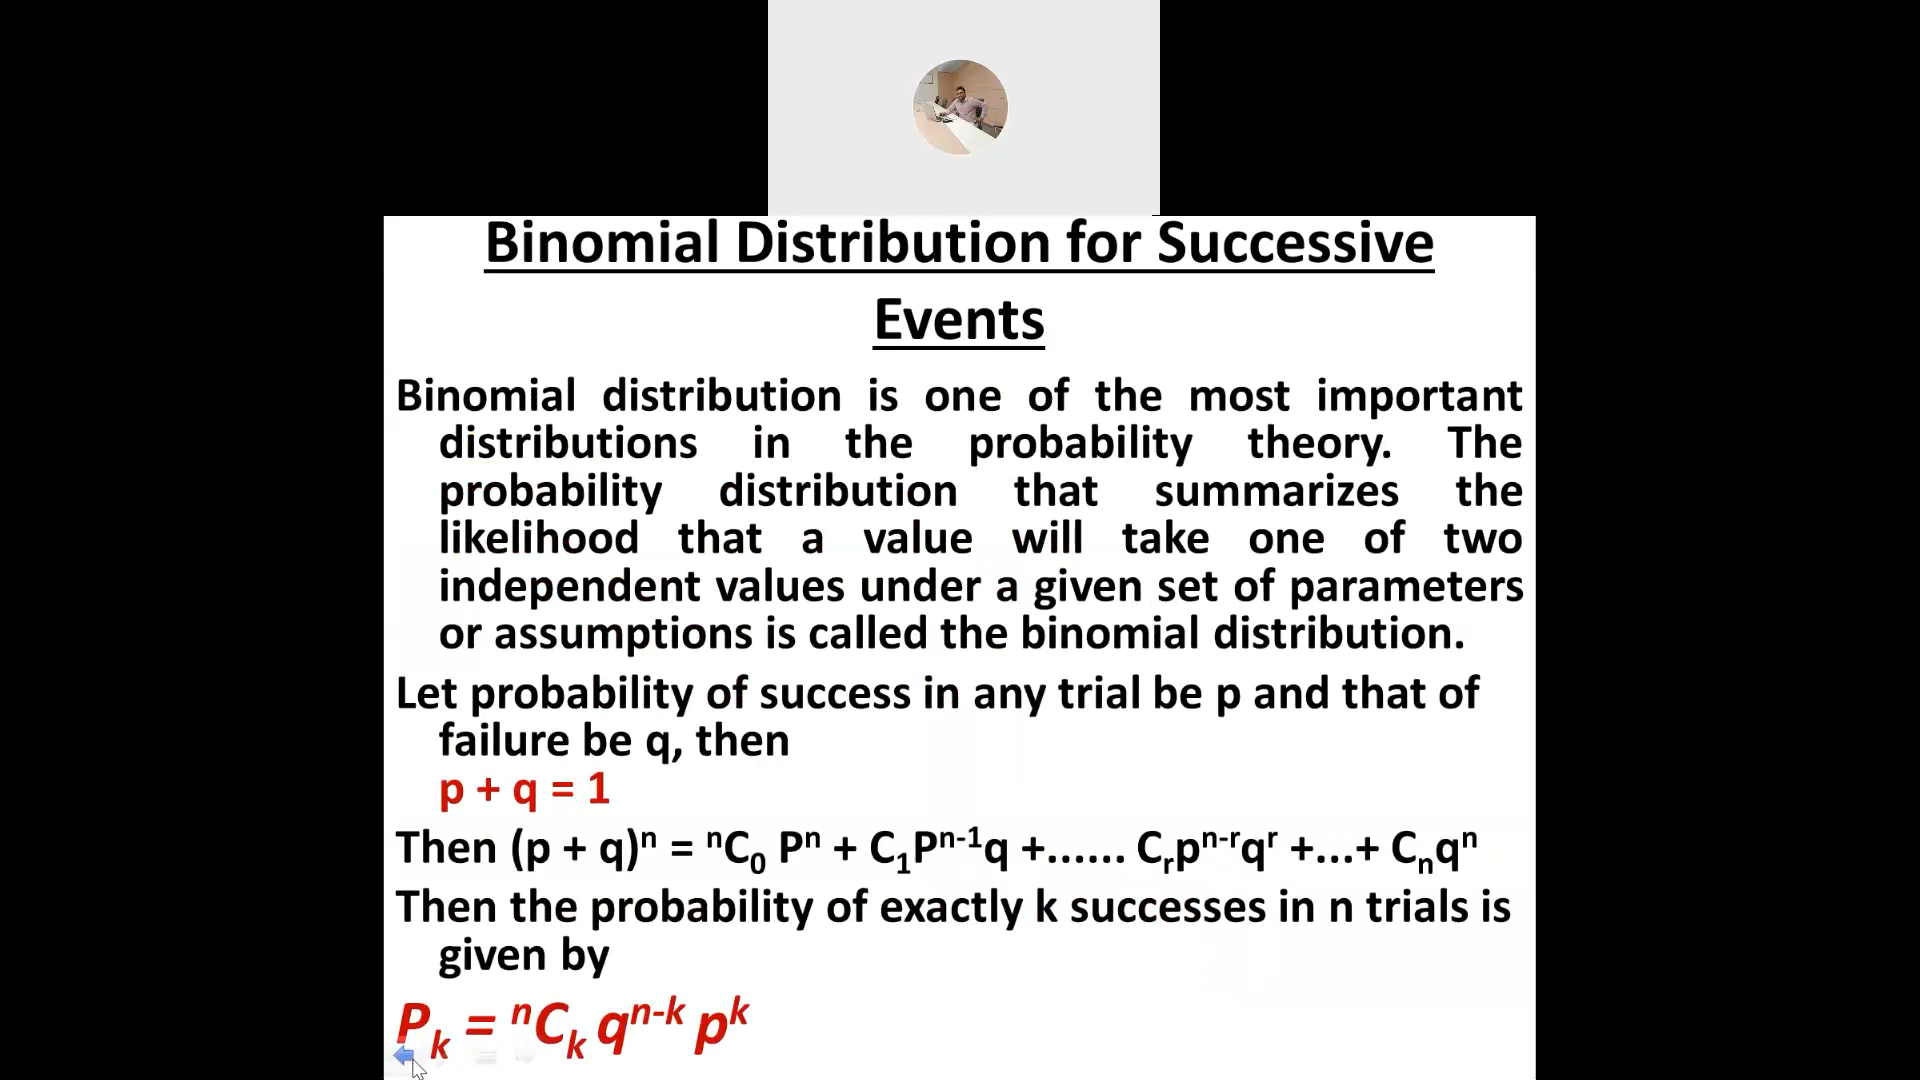 Binomial Distribution for Successive
Events
Binomial distribution is one of the most important
distributions in the probability theory. The
probability distribution that summarizes the
likelihood that a value will take one of two
independent values under a given set of parameters
or assumptions is called the binomial distribution.
Let probability of success in any trial be p and that of
failure be q, then
p + q = 1
Then (p + q)ⁿ = ⁿC₀ Pⁿ + C₁Pⁿ⁻¹q +...... Cᵣpⁿ⁻ʳqʳ +...+ Cₙqⁿ
Then the probability of exactly k successes in n trials is
given by
Pₖ = ⁿCₖ qⁿ⁻ᵏ pᵏ